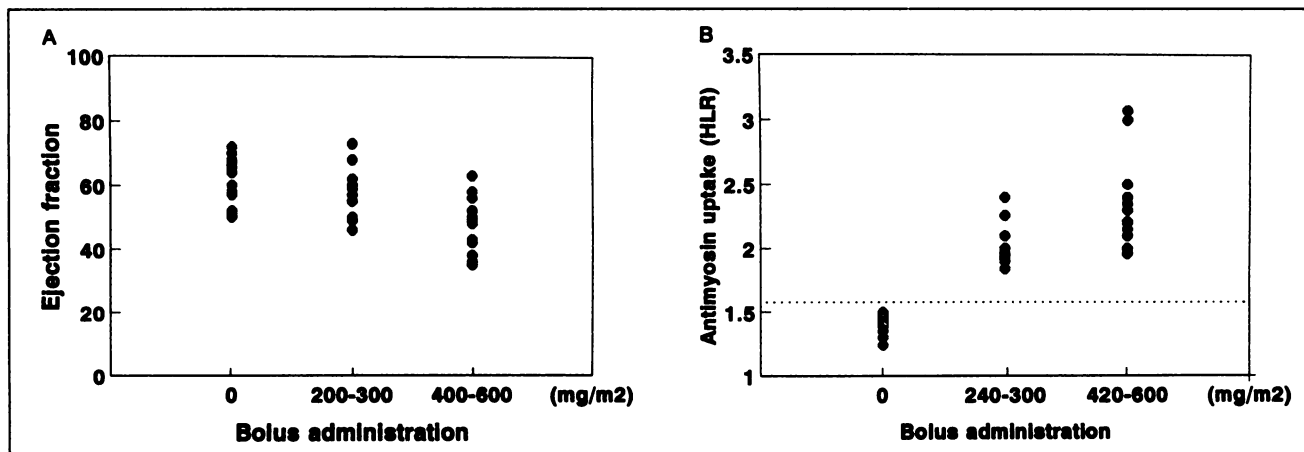 A
100
80
60
40
20
0
Ejection fraction
0 200-300 400-600 (mg/m2)
Bolus administration
B
3.5
3
2.5
2
1.5
1
Antimyosin uptake (HLR)
0 240-300 420-600 (mg/m2)
Bolus administration